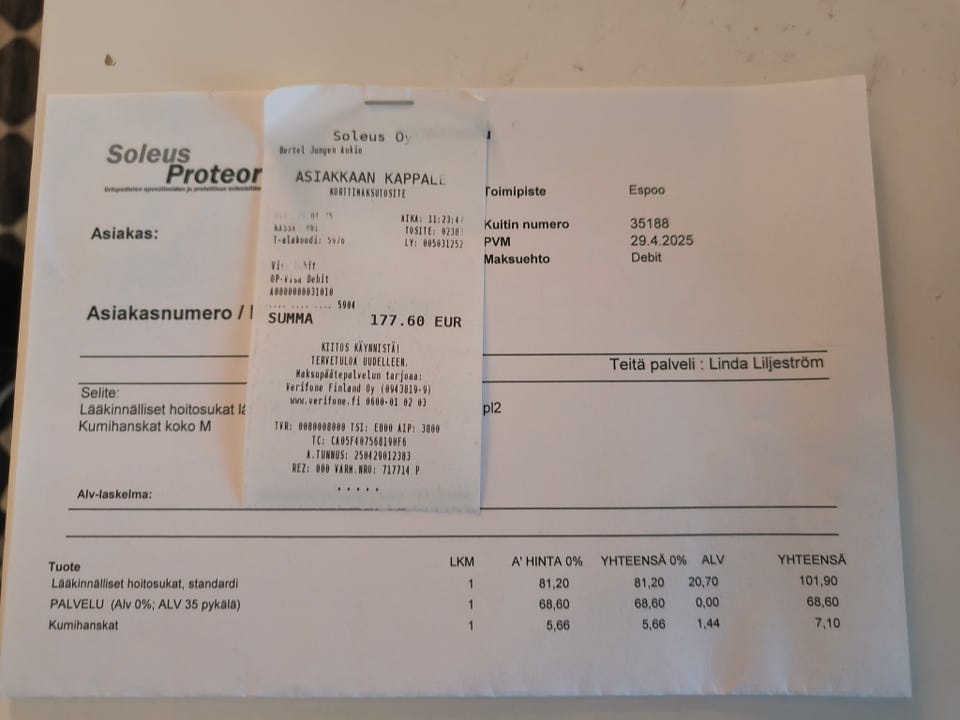 Soleus
Proteor
Asiakas:
Asiakasnumero /
Toimipiste Espoo
Kuitin numero 35188
PVM 29.4.2025
Maksuehto Debit
Teitä palveli : Linda Liljeström
Selite:
Lääkinnälliset hoitosukat pl2
Kumihanskat koko M
Alv-laskelma:
Soleus Oy
Bertel Jungen Aukio
ASIAKKAAN KAPPALE
KORTTIMAKSUTOSITE
AIKA: 11:23:4
TOSITE: 0238
T-alakoodi: LY: 005031252
Debit
OP-Visa Debit
A0000000031010
.... .... .... 5904
SUMMA 177.60 EUR
KIITOS KÄYNNISTÄ!
TERVETULOA UUDELLEEN.
Maksupäätepalvelun tarjoaa:
Verifone Finland Oy (0943819-9)
www.verifone.fi 0600-01 02 03
TVR: 0080008000 TSI: E800 AIP: 3800
TC: CA05F407568190F6
A.TUNNUS: 250429012383
REZ: 000 VARM.NRO: 717714 P
.....
Tuote LKM A' HINTA 0% YHTEENSÄ 0% ALV YHTEENSÄ
Lääkinnälliset hoitosukat, standardi 1 81,20 81,20 20,70 101,90
PALVELU (Alv 0%; ALV 35 pykälä) 1 68,60 68,60 0,00 68,60
Kumihanskat 1 5,66 5,66 1,44 7,10